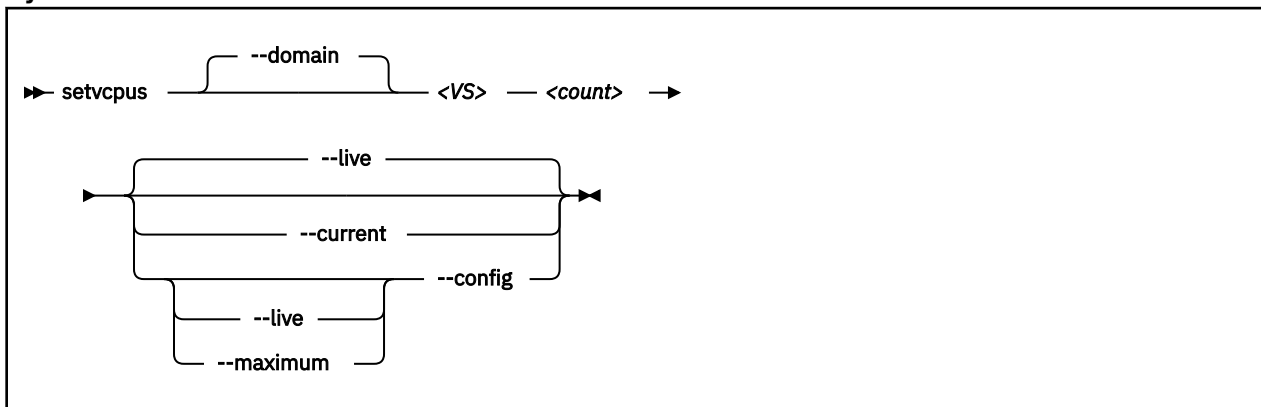 --domain
setvcpus <VS> <count>
--live
--current
--config
--live
--maximum